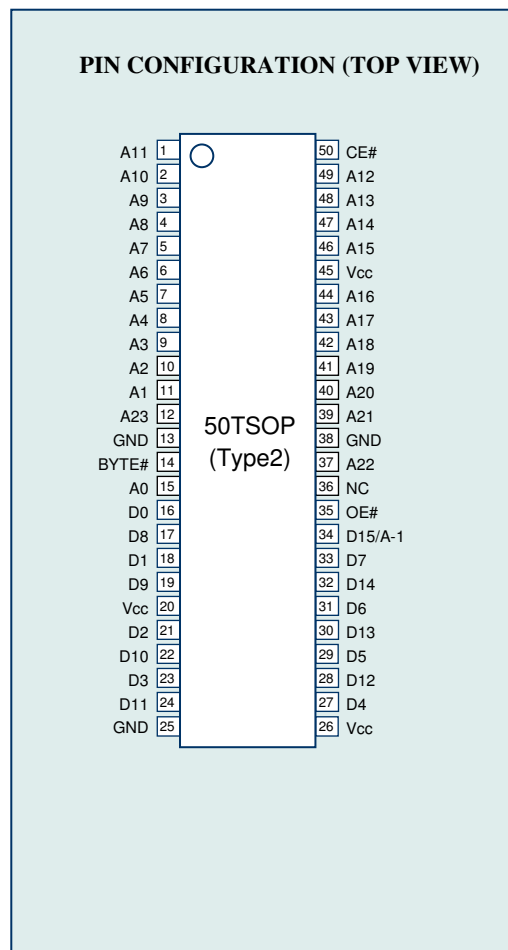 PIN CONFIGURATION (TOP VIEW)
A11 1 50 CE#
A10 2 49 A12
A9 3 48 A13
A8 4 47 A14
A7 5 46 A15
A6 6 45 Vcc
A5 7 44 A16
A4 8 43 A17
A3 9 42 A18
A2 10 41 A19
A1 11 40 A20
A23 12 39 A21
GND 13 38 GND
BYTE# 14 37 A22
A0 15 36 NC
D0 16 35 OE#
D8 17 34 D15/A-1
D1 18 33 D7
D9 19 32 D14
Vcc 20 31 D6
D2 21 30 D13
D10 22 29 D5
D3 23 28 D12
D11 24 27 D4
GND 25 26 Vcc
50TSOP
(Type2)